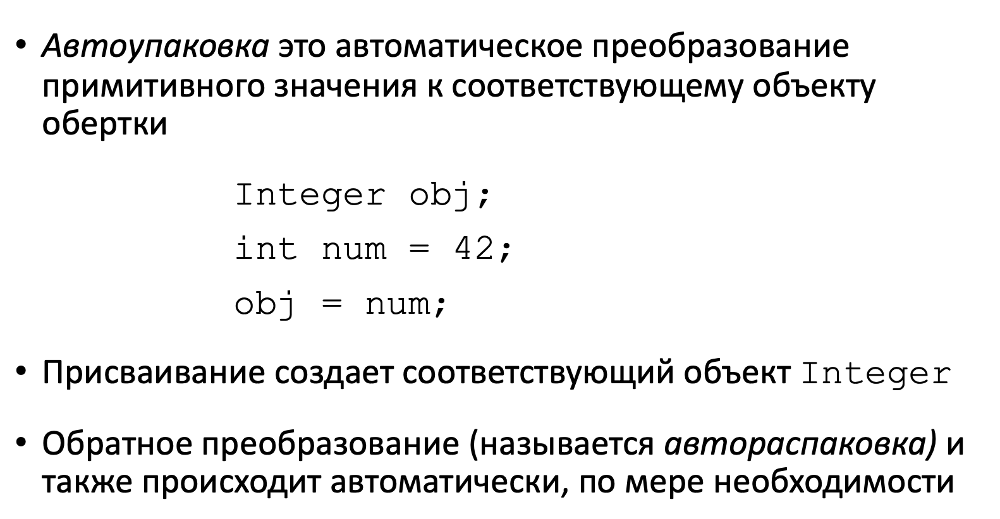 • Автоупаковка это автоматическое преобразование
примитивного значения к соответствующему объекту
обертки
Integer obj;
int num = 42;
obj = num;
• Присваивание создает соответствующий объект Integer
• Обратное преобразование (называется автораспаковка) и
также происходит автоматически, по мере необходимости